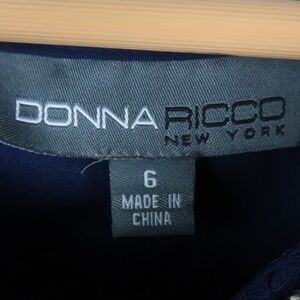 DONNA RICCO
NEW YORK
6
MADE IN
CHINA